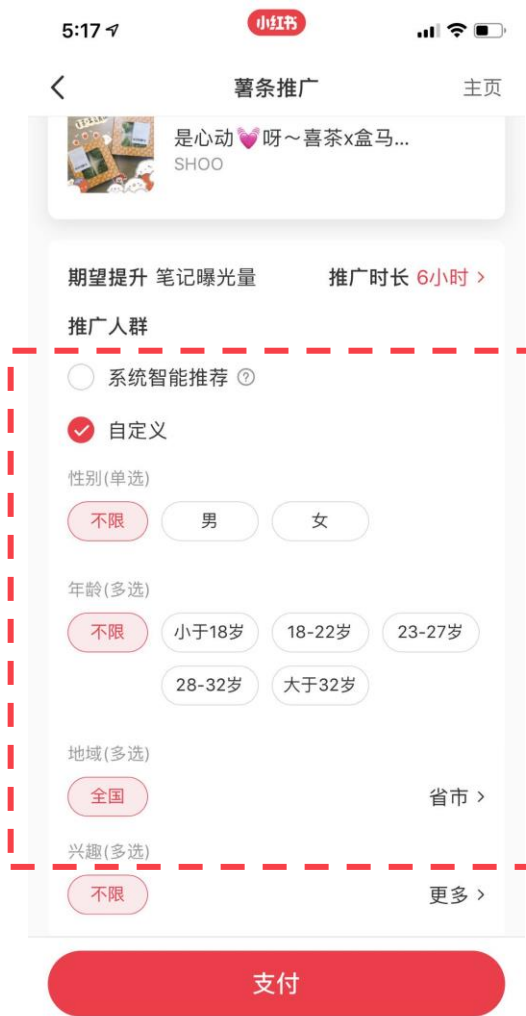 5:17
小红书
薯条推广
主页
是心动💓呀～喜茶x盒马...
SHOO
期望提升 笔记曝光量 推广时长 6小时 >
推广人群
系统智能推荐 ?
自定义
性别(单选)
不限 男 女
年龄(多选)
不限 小于18岁 18-22岁 23-27岁
28-32岁 大于32岁
地域(多选)
全国 省市 >
兴趣(多选)
不限 更多 >
支付